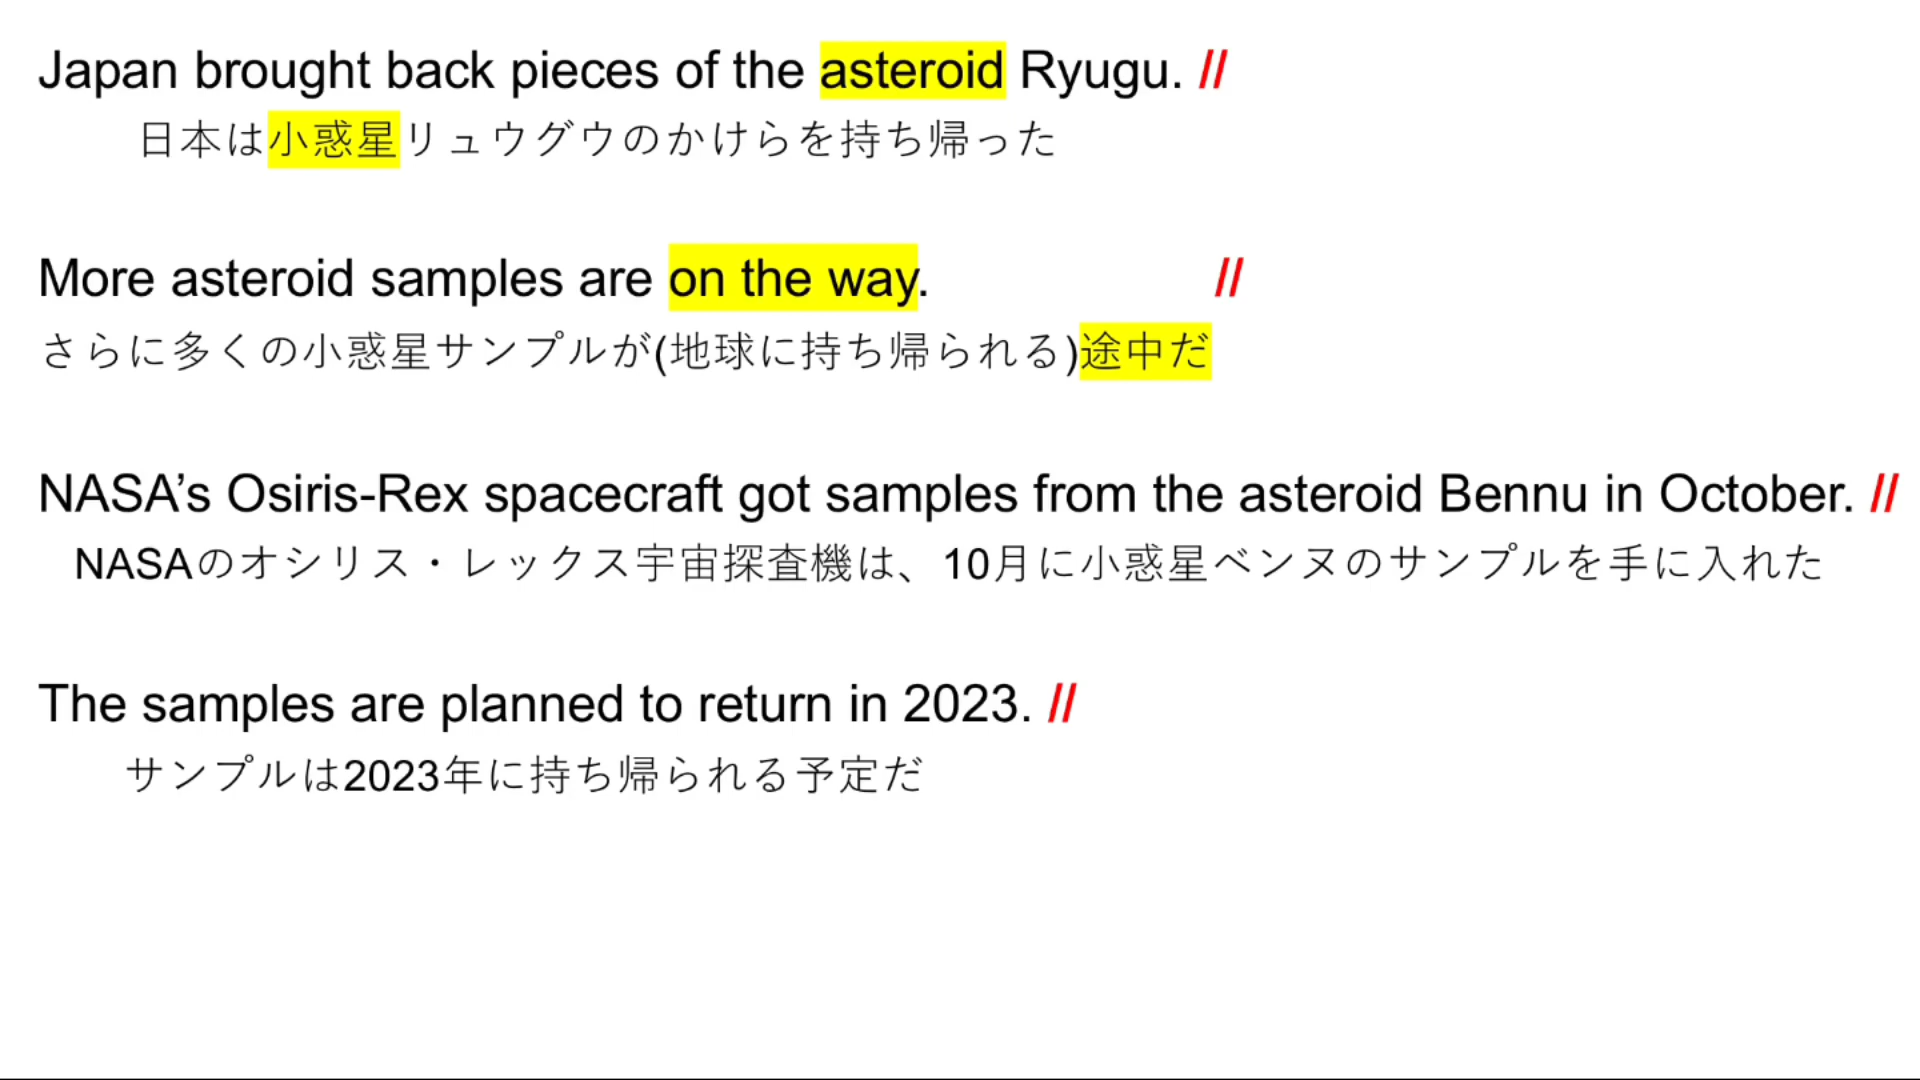 Japan brought back pieces of the asteroid Ryugu. //
日本は小惑星リュウグウのかけらを持ち帰った
More asteroid samples are on the way. //
さらに多くの小惑星サンプルが(地球に持ち帰られる)途中だ
NASA’s Osiris-Rex spacecraft got samples from the asteroid Bennu in October. //
NASAのオシリス・レックス宇宙探査機は、10月に小惑星ベンヌのサンプルを手に入れた
The samples are planned to return in 2023. //
サンプルは2023年に持ち帰られる予定だ